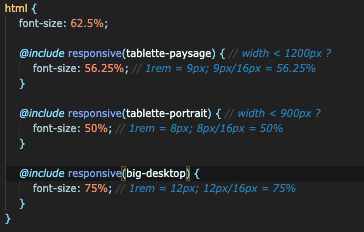 html {
font-size: 62.5%;
@include responsive(tablette-paysage) { // width < 1200px ?
font-size: 56.25%; // 1rem = 9px; 9px/16px = 56.25%
}
@include responsive(tablette-portrait) { // width < 900px ?
font-size: 50%; // 1rem = 8px; 8px/16px = 50%
}
@include responsive(big-desktop) {
font-size: 75%; // 1rem = 12px; 12px/16px = 75%
}
}